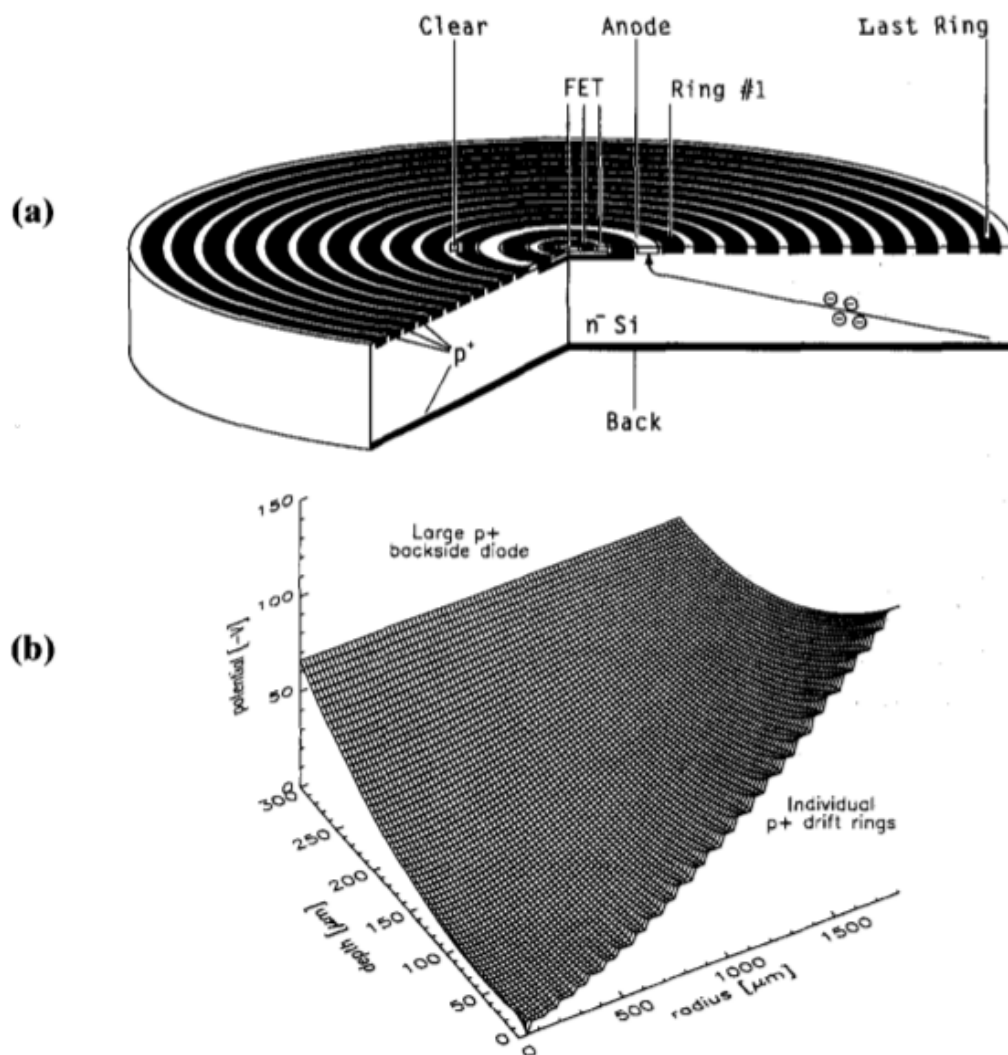 Clear
Anode
Last Ring
FET
Ring #1
(a)
n⁻ Si
p⁺
Back
150
100
50
0
potential [-V]
Large p+
backside diode
(b)
Individual
p+ drift rings
300
250
200
150
100
50
0
depth [μm]
0
500
1000
1500
radius [μm]